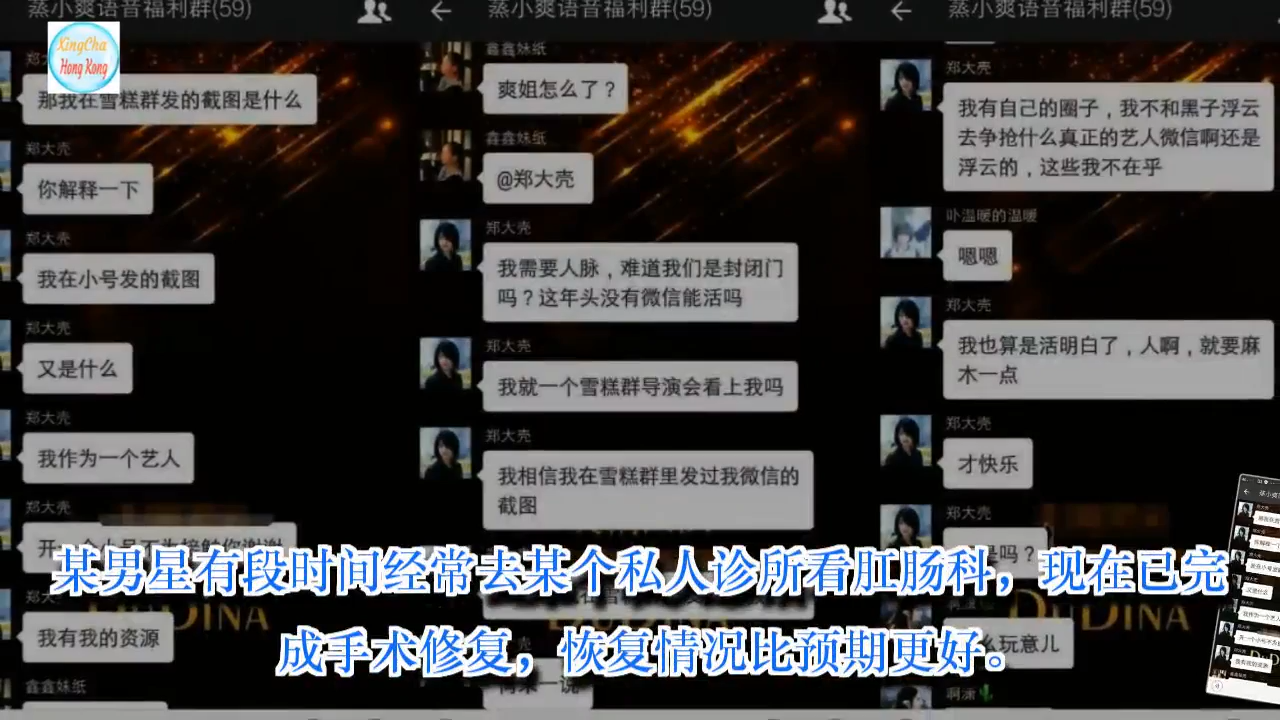 蒸小爽语音福利群(59)
XingCha
Hong Kong
那我在雪糕群发的截图是什么
郑大壳
你解释一下
郑大壳
我在小号发的截图
郑大壳
又是什么
郑大壳
我作为一个艺人
郑大壳
我有我的资源
鑫鑫妹纸
蒸小爽语音福利群(59)
鑫鑫妹纸
爽姐怎么了？
鑫鑫妹纸
@郑大壳
郑大壳
我需要人脉，难道我们是封闭门
吗？这年头没有微信能活吗
郑大壳
我就一个雪糕群导演会看上我吗
郑大壳
我相信我在雪糕群里发过我微信的
截图
蒸小爽语音福利群(59)
郑大壳
我有自己的圈子，我不和黑子浮云
去争抢什么真正的艺人微信啊还是
浮云的，这些我不在乎
卟温暖的温暖
嗯嗯
郑大壳
我也算是活明白了，人啊，就要麻
木一点
郑大壳
才快乐
郑大壳
吗？
么玩意儿
啊潇
DUDINA
某男星有段时间经常去某个私人诊所看肛肠科，现在已完
成手术修复，恢复情况比预期更好。